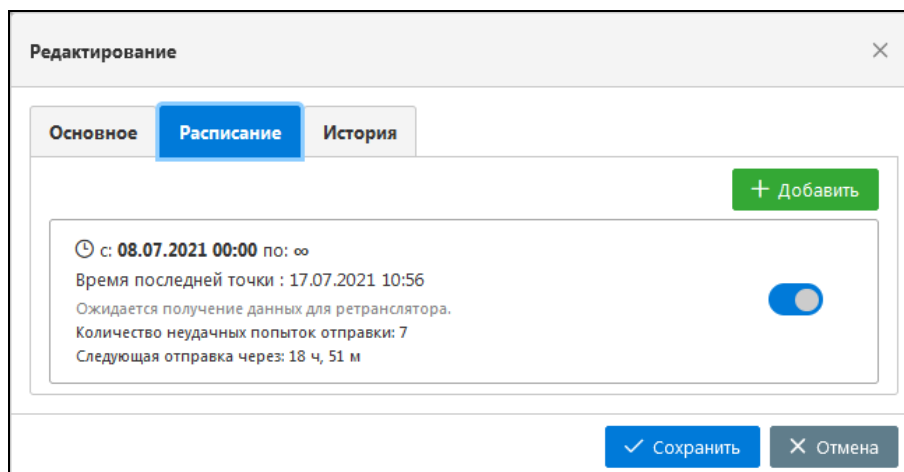 Редактирование
Основное Расписание История
Добавить
с: 08.07.2021 00:00 по: ∞
Время последней точки : 17.07.2021 10:56
Ожидается получение данных для ретранслятора.
Количество неудачных попыток отправки: 7
Следующая отправка через: 18 ч, 51 м
Сохранить Отмена